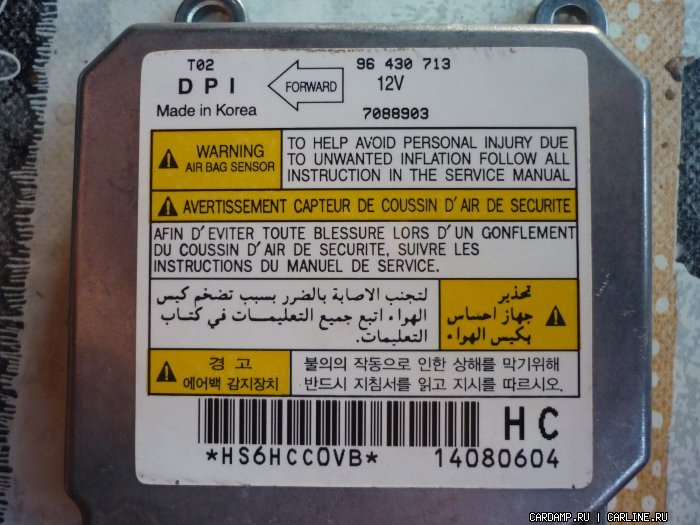 T02
DPI
Made in Korea
FORWARD
96 430 713
12V
7088903
WARNING
AIR BAG SENSOR
TO HELP AVOID PERSONAL INJURY DUE
TO UNWANTED INFLATION FOLLOW ALL
INSTRUCTION IN THE SERVICE MANUAL
AVERTISSEMENT CAPTEUR DE COUSSIN D'AIR DE SECURITE
AFIN D'EVITER TOUTE BLESSURE LORS D'UN GONFLEMENT
DU COUSSIN D'AIR DE SECURITE, SUIVRE LES
INSTRUCTIONS DU MANUEL DE SERVICE.
تحذير
جهاز احساس
بكيس الهواء
لتجنب الاصابة بالضرر بسبب تضخم كيس
الهواء اتبع جميع التعليمات في كتاب
التعليمات.
경 고
에어백 감지장치
불의의 작동으로 인한 상해를 막기위해
반드시 지침서를 읽고 지시를 따르시오.
HC
*HS6HCC0VB*
14080604
CARDAMP.RU | CARLINE.RU